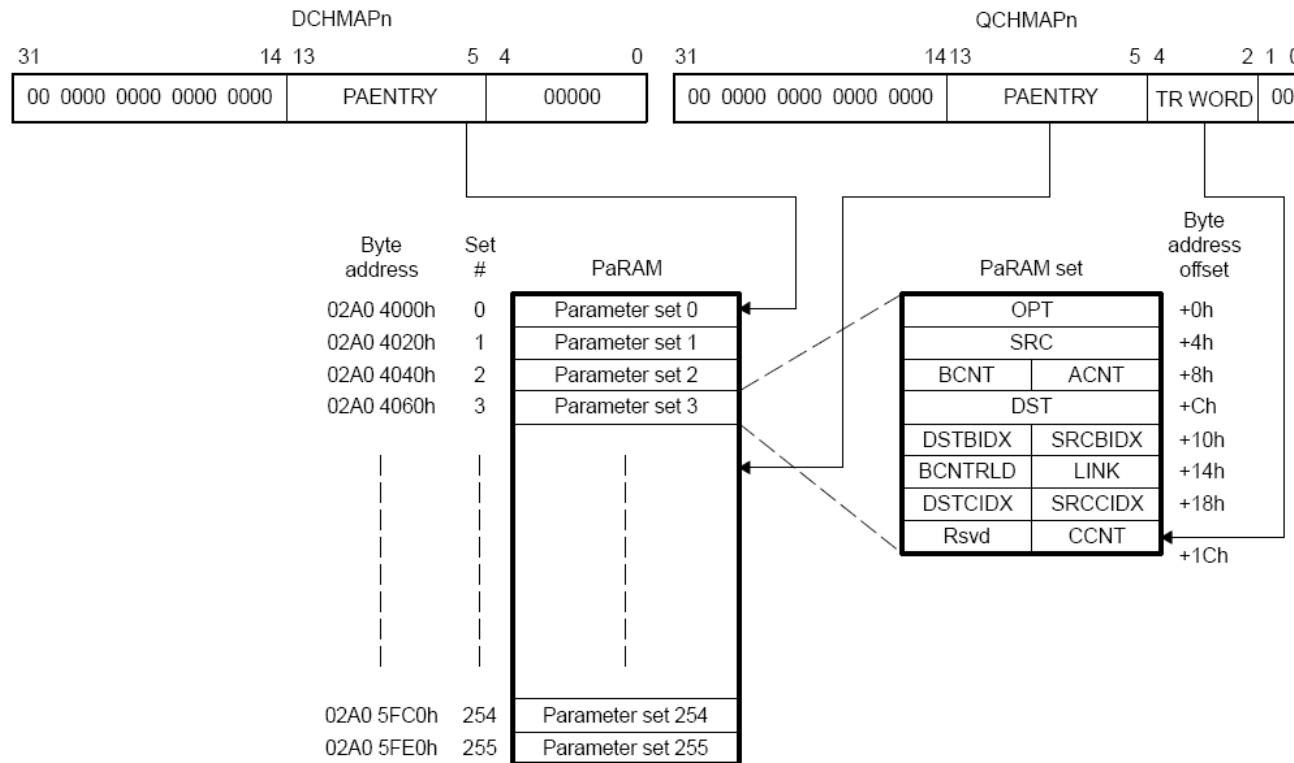 DCHMAPn QCHMAPn
31 14 13 5 4 0 31 14 13 5 4 2 1 0
00 0000 0000 0000 0000 PAENTRY 00000 00 0000 0000 0000 0000 PAENTRY TR WORD 00
Byte
address
Set
#
PaRAM
PaRAM set
Byte
address
offset
02A0 4000h 0 Parameter set 0 OPT +0h
02A0 4020h 1 Parameter set 1 SRC +4h
02A0 4040h 2 Parameter set 2 BCNT ACNT +8h
02A0 4060h 3 Parameter set 3 DST +Ch
DSTBIDX SRCBIDX +10h
BCNTRLD LINK +14h
DSTCIDX SRCCIDX +18h
Rsvd CCNT +1Ch
02A0 5FC0h 254 Parameter set 254
02A0 5FE0h 255 Parameter set 255